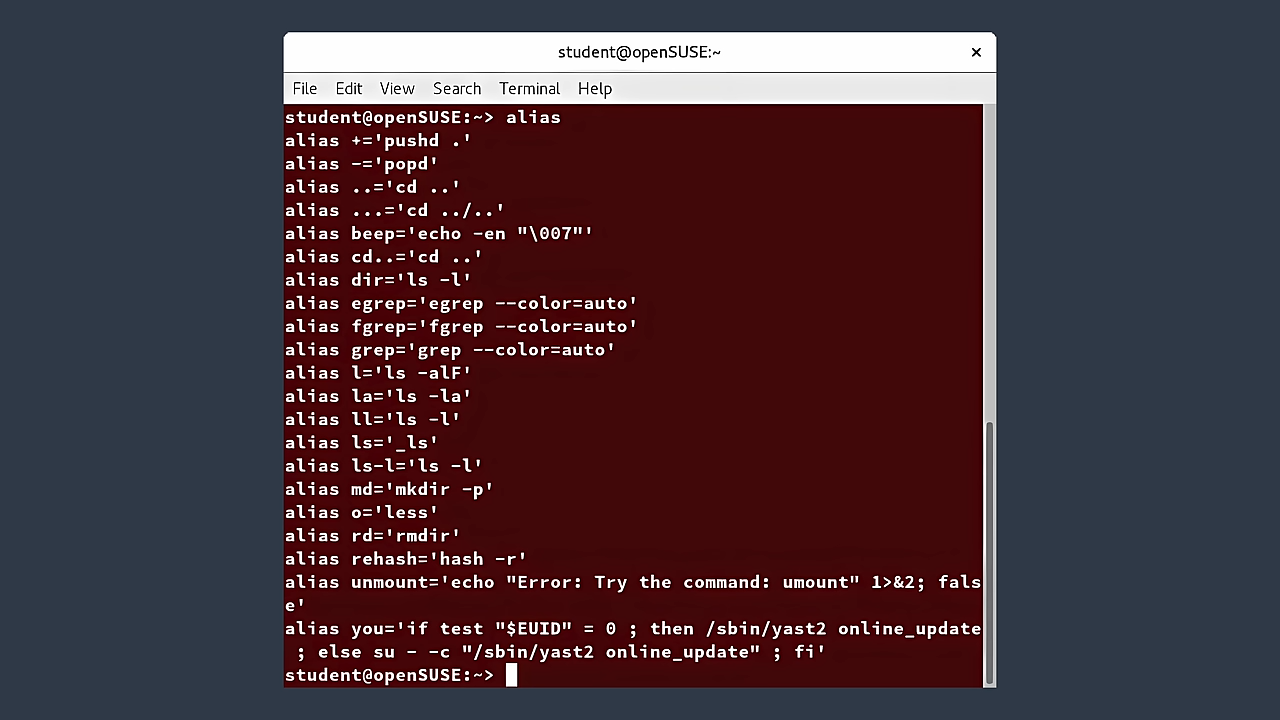 student@openSUSE:~
File Edit View Search Terminal Help
student@openSUSE:~> alias
alias +='pushd .'
alias -='popd'
alias ..='cd ..'
alias ...='cd ../..'
alias beep='echo -en "\007"'
alias cd..='cd ..'
alias dir='ls -l'
alias egrep='egrep --color=auto'
alias fgrep='fgrep --color=auto'
alias grep='grep --color=auto'
alias l='ls -alF'
alias la='ls -la'
alias ll='ls -l'
alias ls='_ls'
alias ls-l='ls -l'
alias md='mkdir -p'
alias o='less'
alias rd='rmdir'
alias rehash='hash -r'
alias unmount='echo "Error: Try the command: umount" 1>&2; fals
e'
alias you='if test "$EUID" = 0 ; then /sbin/yast2 online_update
 ; else su - -c "/sbin/yast2 online_update" ; fi'
student@openSUSE:~>